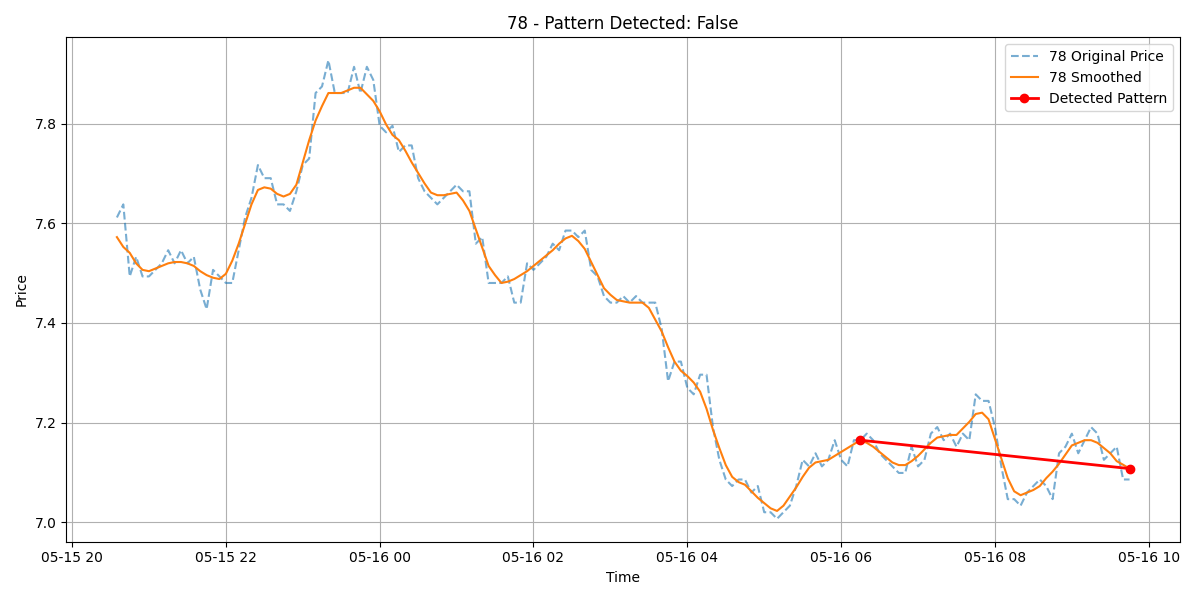 78 - Pattern Detected: False
78 Original Price
78 Smoothed
Detected Pattern
Price
7.8
7.6
7.4
7.2
7.0
05-15 20
05-15 22
05-16 00
05-16 02
05-16 04
05-16 06
05-16 08
05-16 10
Time